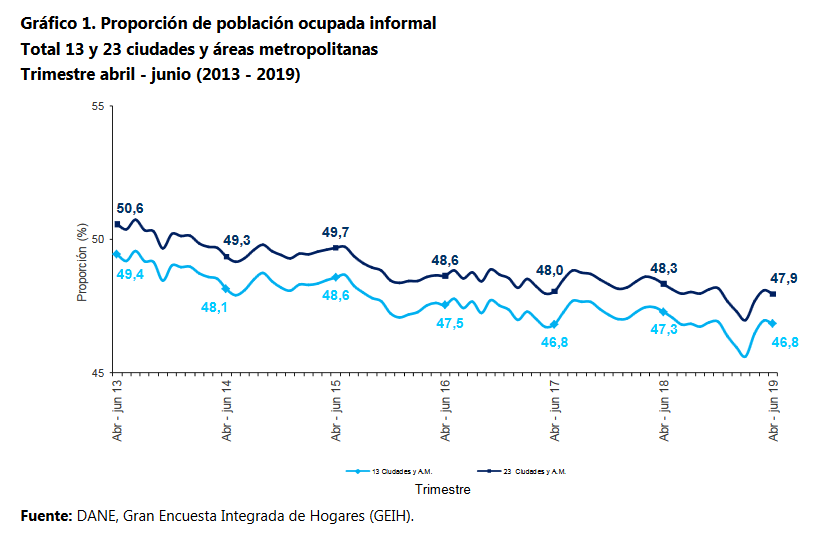 Gráfico 1. Proporción de población ocupada informal
Total 13 y 23 ciudades y áreas metropolitanas
Trimestre abril - junio (2013 - 2019)
Proporción (%)
55
50
45
50,6
49,3
49,7
48,6
48,0
48,3
47,9
49,4
48,1
48,6
47,5
46,8
47,3
46,8
Abr - jun 13
Abr - jun 14
Abr - jun 15
Abr - jun 16
Abr - jun 17
Abr - jun 18
Abr - jun 19
13 Ciudades y A.M.
23 Ciudades y A.M.
Trimestre
Fuente: DANE, Gran Encuesta Integrada de Hogares (GEIH).